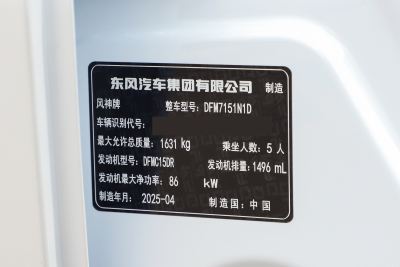 东风汽车集团有限公司 制造
风神牌 整车型号: DFM7151N1D
车辆识别代号:
最大允许总质量: 1631 kg 乘坐人数: 5 人
发动机型号: DFMC15DR 发动机排量: 1496 mL
发动机最大净功率: 86 kW
制造年月: 2025-04 制造国: 中国